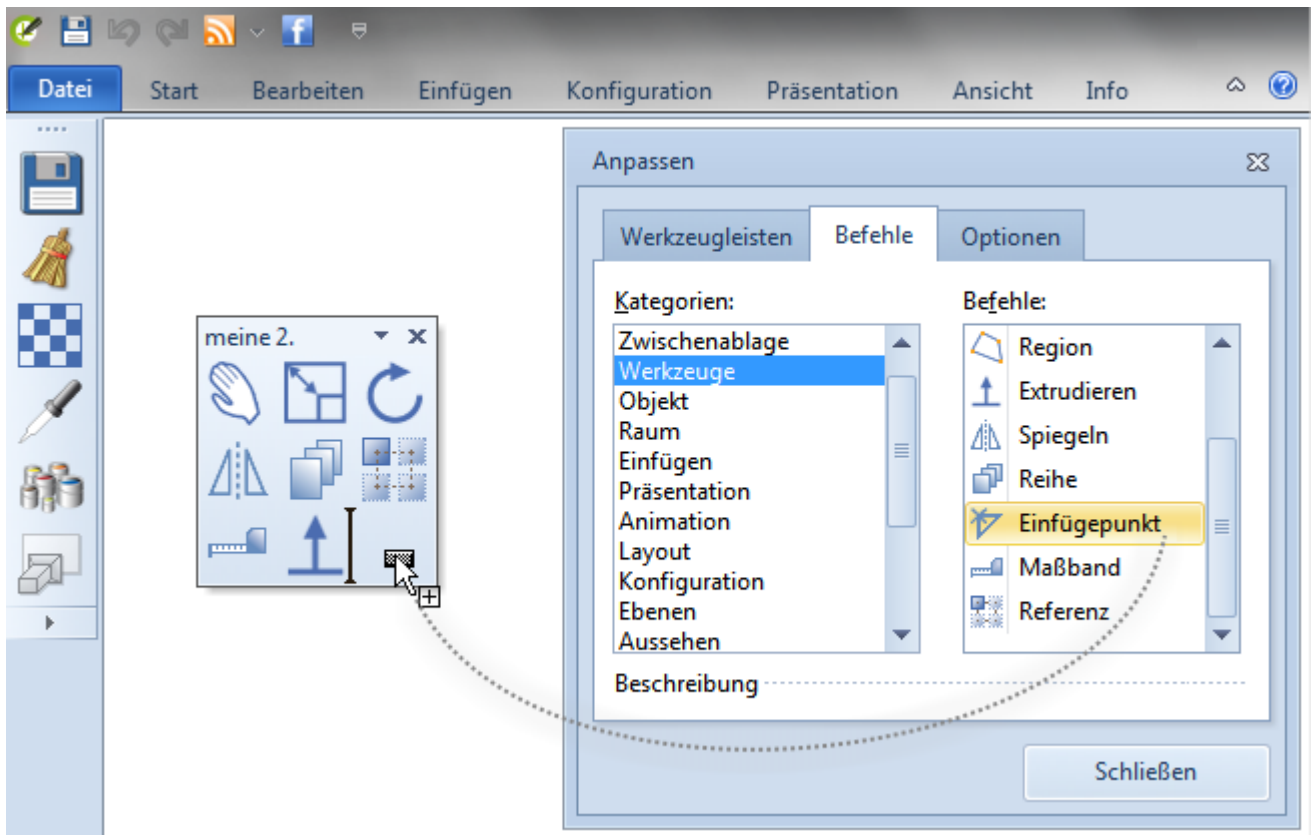 Datei Start Bearbeiten Einfügen Konfiguration Präsentation Ansicht Info
Anpassen
Werkzeugleisten Befehle Optionen
Kategorien:
Zwischenablage
Werkzeuge
Objekt
Raum
Einfügen
Präsentation
Animation
Layout
Konfiguration
Ebenen
Aussehen
Befehle:
Region
Extrudieren
Spiegeln
Reihe
Einfügepunkt
Maßband
Referenz
Beschreibung
Schließen
meine 2.